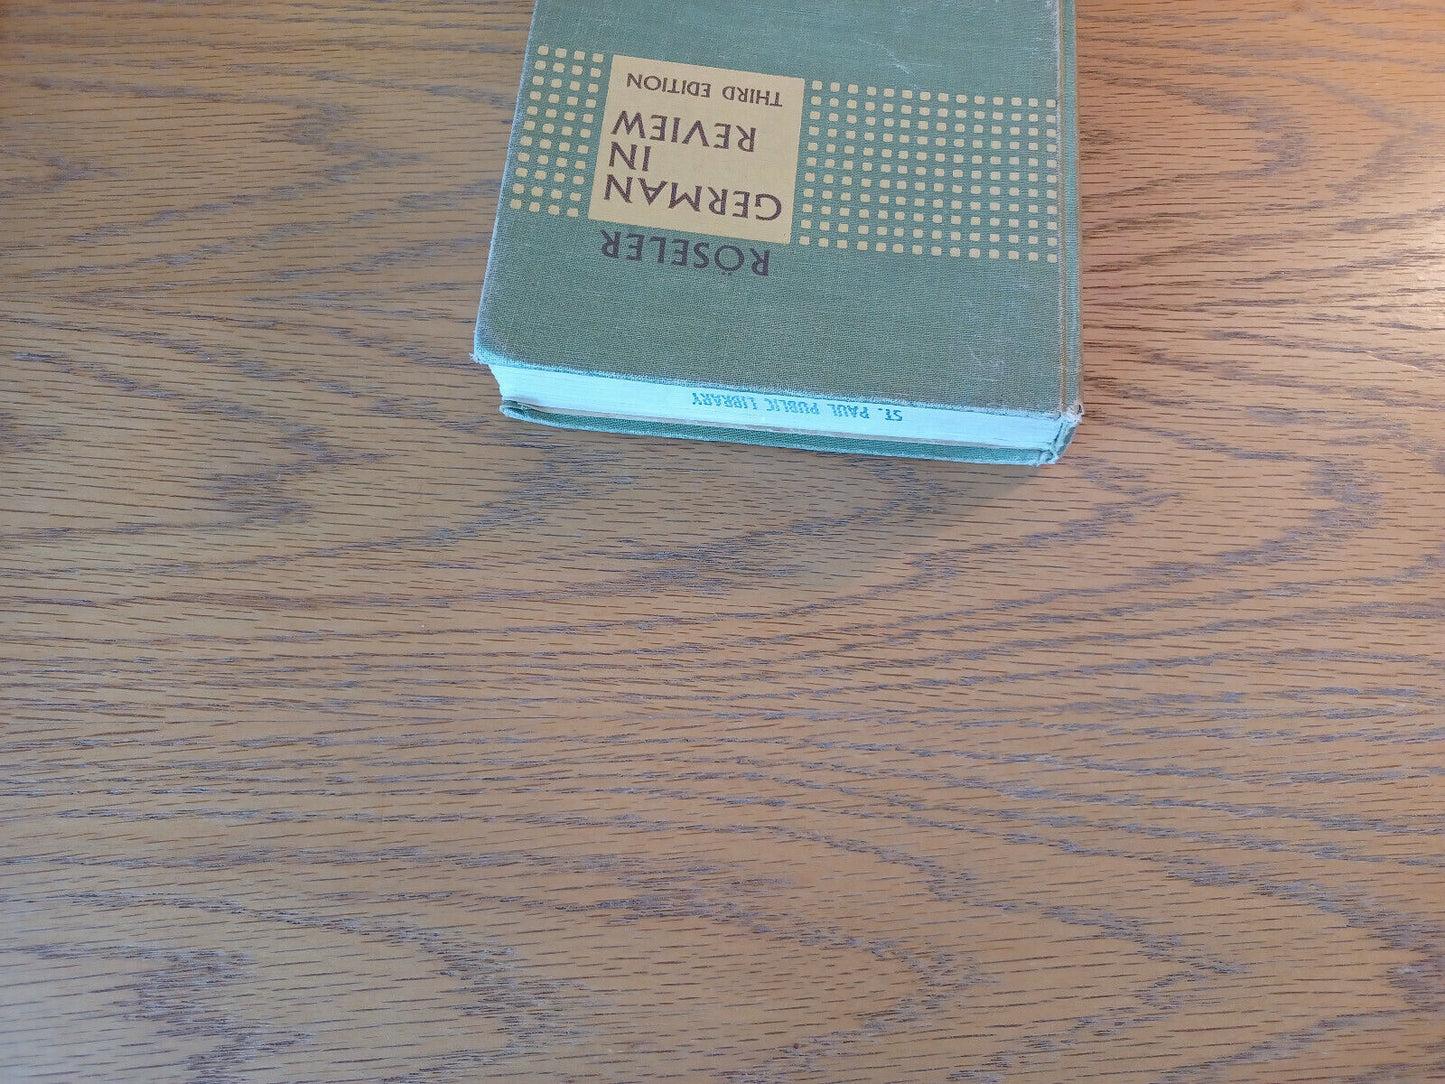 RÖSELER
GERMAN
IN
REVIEW
THIRD EDITION
ST. PAUL PUBLIC LIBRARY